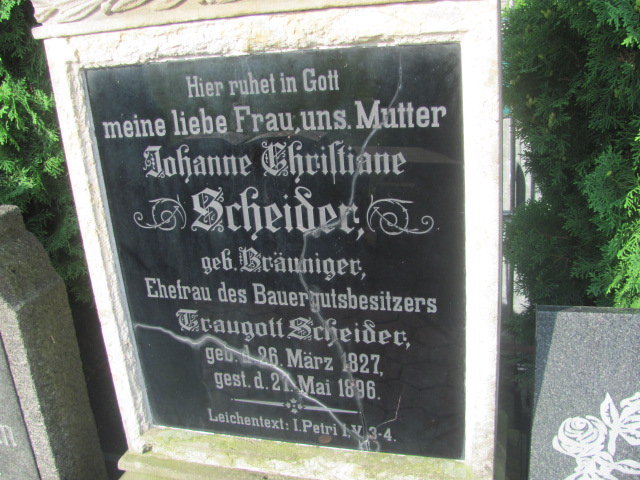 Hier ruhet in Gott
meine liebe Frau, uns. Mutter
Johanne Christiane
Scheider,
geb. Bräuniger,
Ehefrau des Bauergutsbesitzers
Traugott Scheider,
geb. d. 26. März 1827,
gest. d. 27. Mai 1896.
Leichentext: I. Petri 1, V. 3-4.